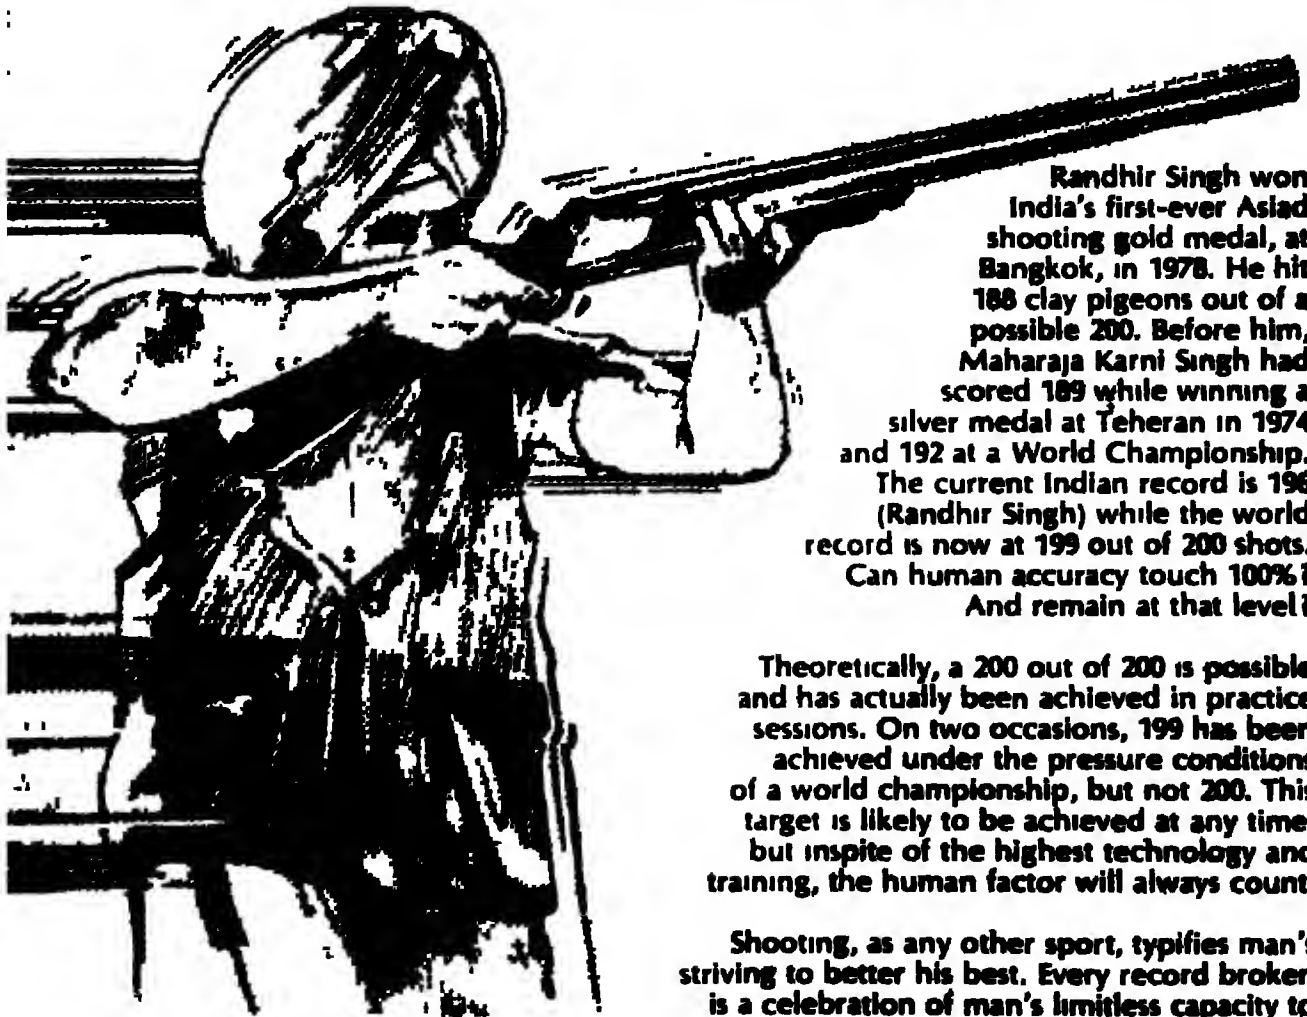 Randhir Singh won
India's first-ever Asiad
shooting gold medal, at
Bangkok, in 1978. He hit
188 clay pigeons out of a
possible 200. Before him,
Maharaja Karni Singh had
scored 189 while winning a
silver medal at Teheran in 1974
and 192 at a World Championship.
The current Indian record is 196
(Randhir Singh) while the world
record is now at 199 out of 200 shots.
Can human accuracy touch 100%?
And remain at that level?
Theoretically, a 200 out of 200 is possible
and has actually been achieved in practice
sessions. On two occasions, 199 has been
achieved under the pressure conditions
of a world championship, but not 200. This
target is likely to be achieved at any time,
but inspite of the highest technology and
training, the human factor will always count.
Shooting, as any other sport, typifies man's
striving to better his best. Every record broken
is a celebration of man's limitless capacity to